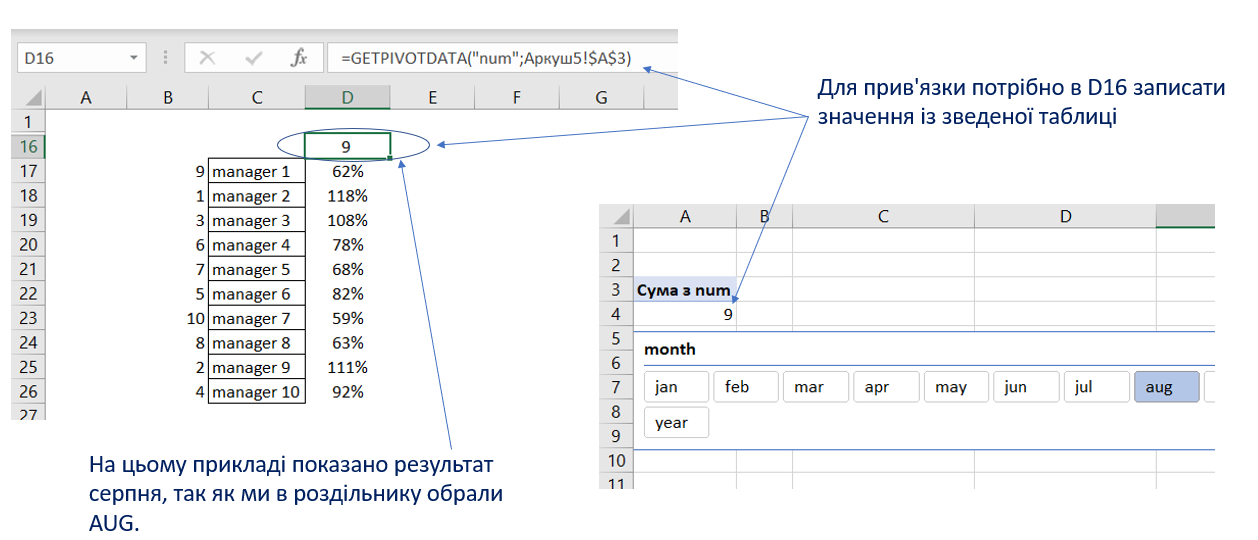 D16 =GETPIVOTDATA("num";Аркуш5!$A$3)
A B C D E F G
1
16 9
17 9 manager 1 62%
18 1 manager 2 118%
19 3 manager 3 108%
20 6 manager 4 78%
21 7 manager 5 68%
22 5 manager 6 82%
23 10 manager 7 59%
24 8 manager 8 63%
25 2 manager 9 111%
26 4 manager 10 92%
27
Для прив'язки потрібно в D16 записати
значення із зведеної таблиці
A B C D
1
2
3 Сума з num
4 9
5
month
6
7 jan feb mar apr may jun jul aug
8
year
9
10
11
На цьому прикладі показано результат
серпня, так як ми в роздільнику обрали
AUG.